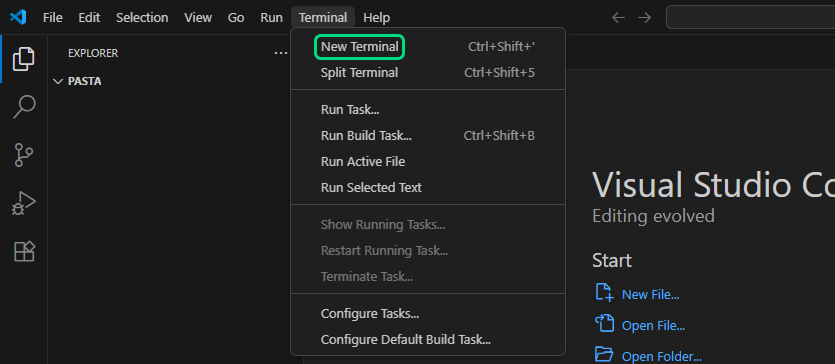 File Edit Selection View Go Run Terminal Help
EXPLORER ...
PASTA
New Terminal Ctrl+Shift+'
Split Terminal Ctrl+Shift+5
Run Task...
Run Build Task... Ctrl+Shift+B
Run Active File
Run Selected Text
Show Running Tasks...
Restart Running Task...
Terminate Task...
Configure Tasks...
Configure Default Build Task...
Visual Studio Co
Editing evolved
Start
New File...
Open File...
Open Folder...